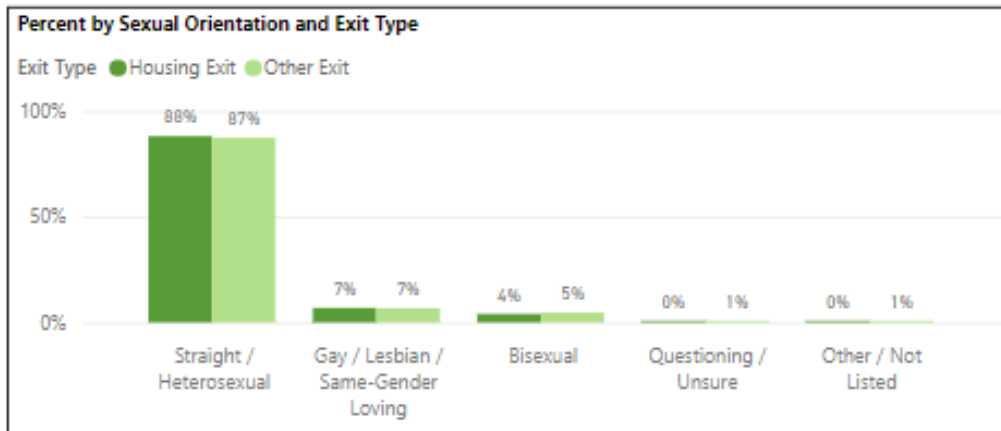 Percent by Sexual Orientation and Exit Type
Exit Type Housing Exit Other Exit
100%
88% 87%
50%
7% 7%
4% 5%
0% 1%
0% 1%
0%
Straight /
Heterosexual
Gay / Lesbian /
Same-Gender
Loving
Bisexual
Questioning /
Unsure
Other / Not
Listed